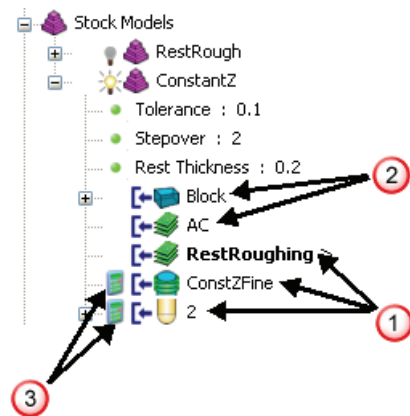 Stock Models
RestRough
ConstantZ
Tolerance : 0.1
Stepover : 2
Rest Thickness : 0.2
Block
2
AC
RestRoughing >
ConstZFine
2
1
3